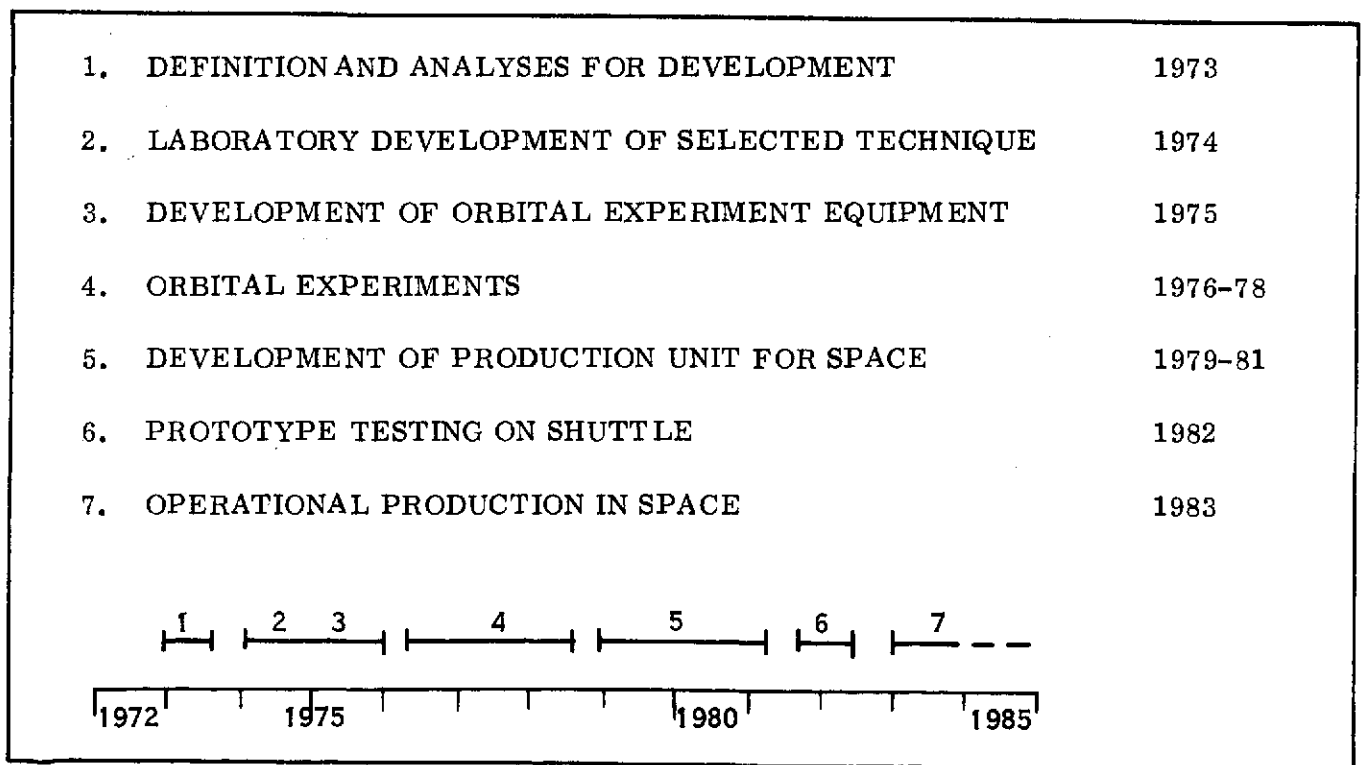 1. DEFINITION AND ANALYSES FOR DEVELOPMENT 1973
2. LABORATORY DEVELOPMENT OF SELECTED TECHNIQUE 1974
3. DEVELOPMENT OF ORBITAL EXPERIMENT EQUIPMENT 1975
4. ORBITAL EXPERIMENTS 1976-78
5. DEVELOPMENT OF PRODUCTION UNIT FOR SPACE 1979-81
6. PROTOTYPE TESTING ON SHUTTLE 1982
7. OPERATIONAL PRODUCTION IN SPACE 1983
1 2 3 4 5 6 7
1972 1975 1980 1985